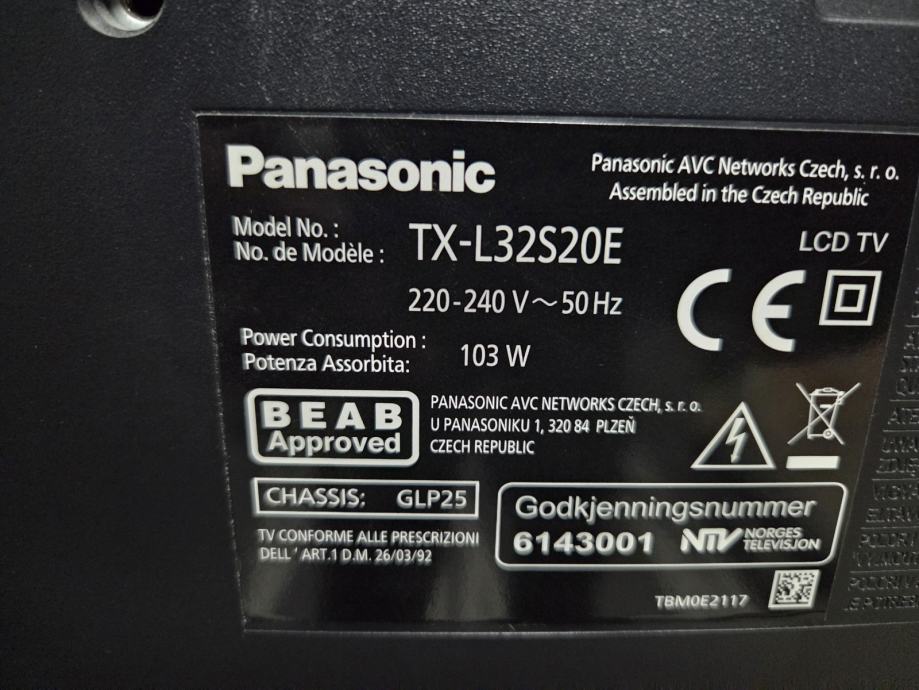 Panasonic
Panasonic AVC Networks Czech, s. r. o.
Assembled in the Czech Republic
Model No. :
No. de Modèle :
TX-L32S20E
LCD TV
220-240 V～50 Hz
CE
Power Consumption :
Potenza Assorbita:
103 W
BEAB
Approved
PANASONIC AVC NETWORKS CZECH, s. r. o.
U PANASONIKU 1, 320 84 PLZEŇ
CZECH REPUBLIC
CHASSIS: GLP25
Godkjenningsnummer
6143001 NTV NORGES
TELEVISJON
TV CONFORME ALLE PRESCRIZIONI
DELL ' ART.1 D.M. 26/03/92
TBM0E2117